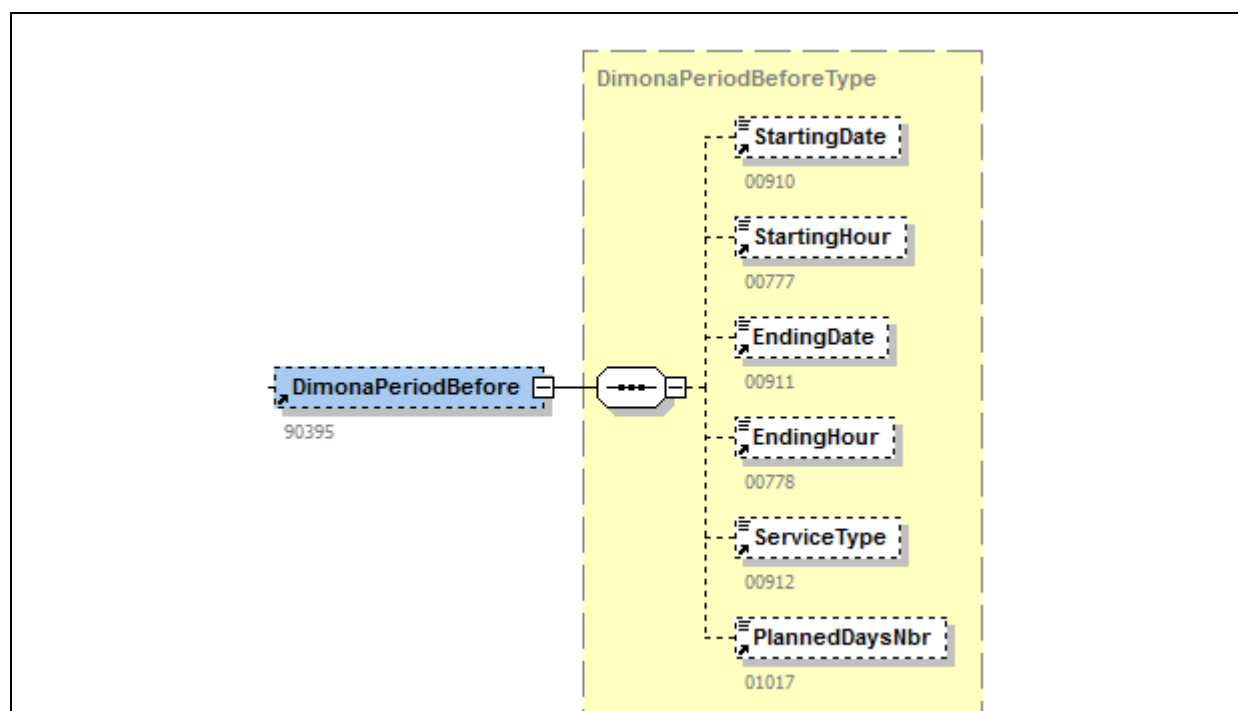 DimonaPeriodBeforeType
StartingDate
00910
StartingHour
00777
EndingDate
00911
DimonaPeriodBefore
90395
EndingHour
00778
ServiceType
00912
PlannedDaysNbr
01017